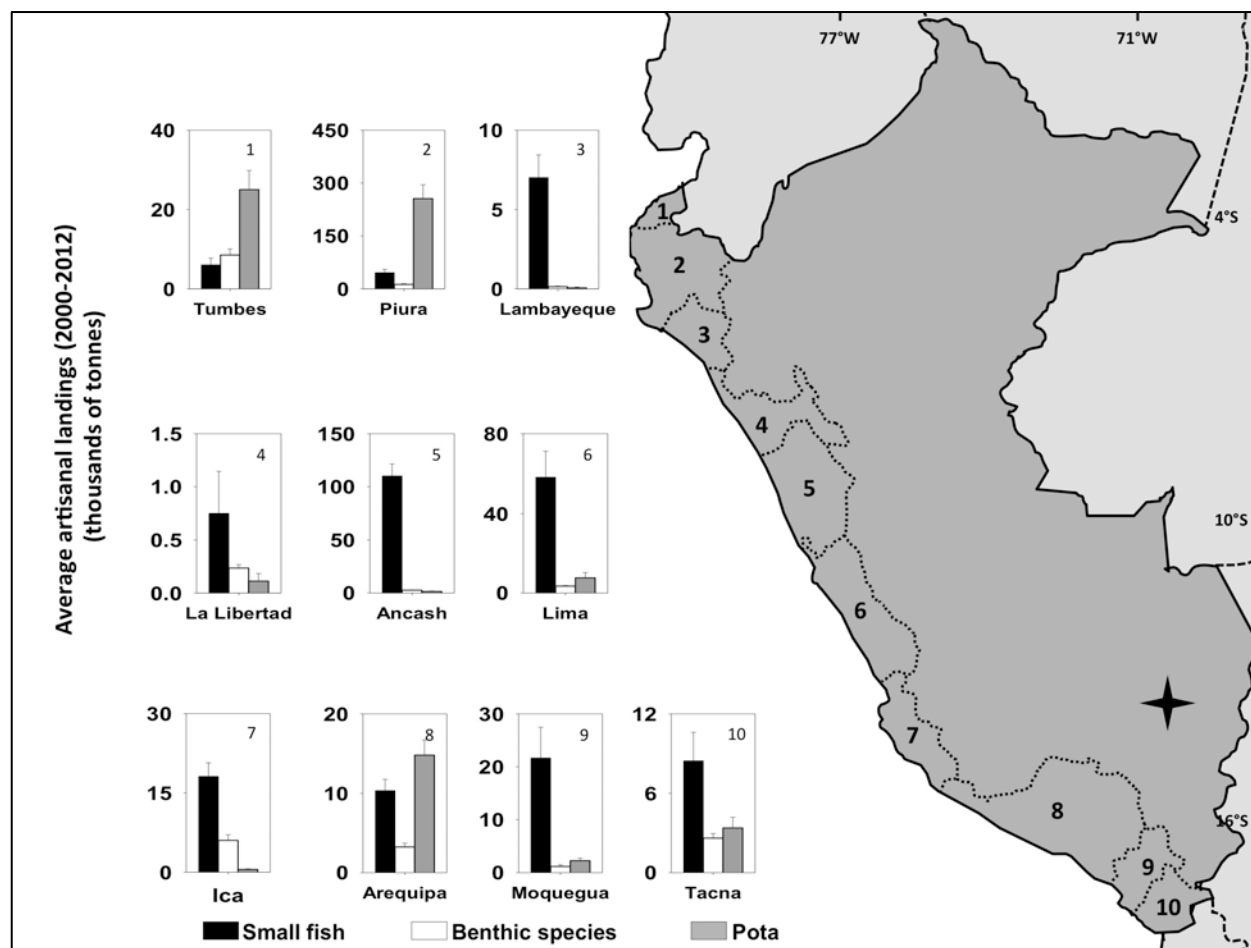 77°W
71°W
4°S
10°S
16°S
Average artisanal landings (2000-2012)
(thousands of tonnes)
40
20
0
1
Tumbes
450
300
150
0
2
Piura
10
5
0
3
Lambayeque
1.5
1.0
0.5
0.0
4
La Libertad
150
100
50
0
5
Ancash
80
40
0
6
Lima
30
15
0
7
Ica
20
10
0
8
Arequipa
30
20
10
0
9
Moquegua
12
6
0
10
Tacna
Small fish
Benthic species
Pota
1
2
3
4
5
6
7
8
9
10